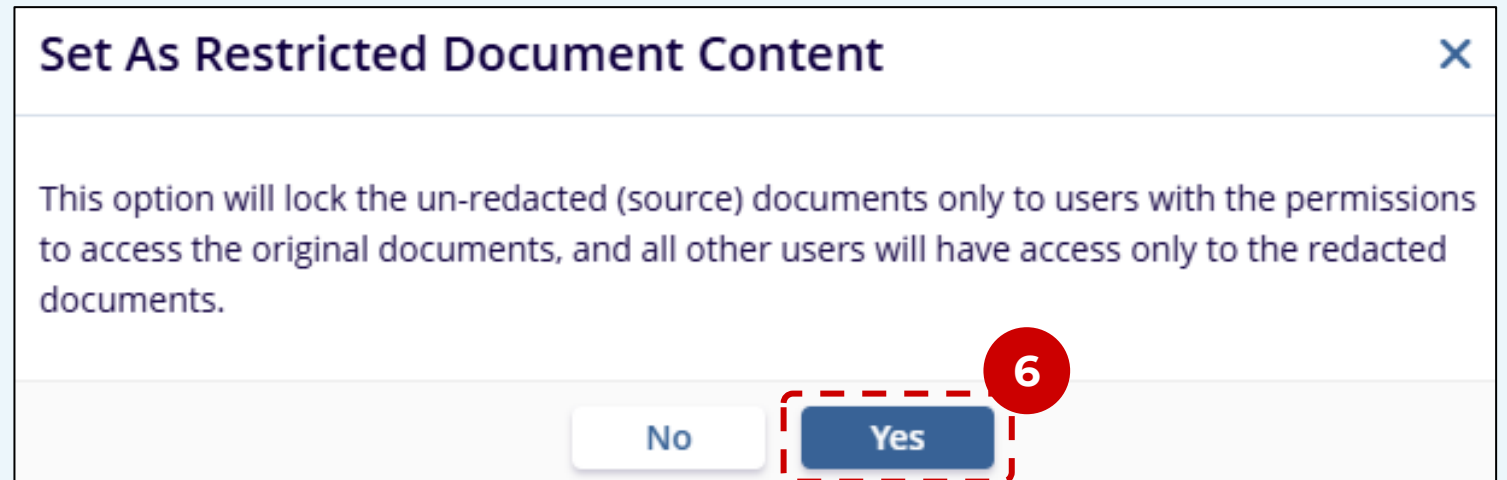 Set As Restricted Document Content
This option will lock the un-redacted (source) documents only to users with the permissions
to access the original documents, and all other users will have access only to the redacted
documents.
6
No Yes